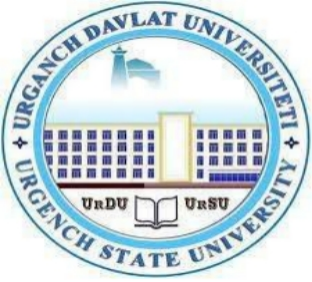 URGANCH DAVLAT UNIVERSITETI
UrDU UrSU
URGENCH STATE UNIVERSITY